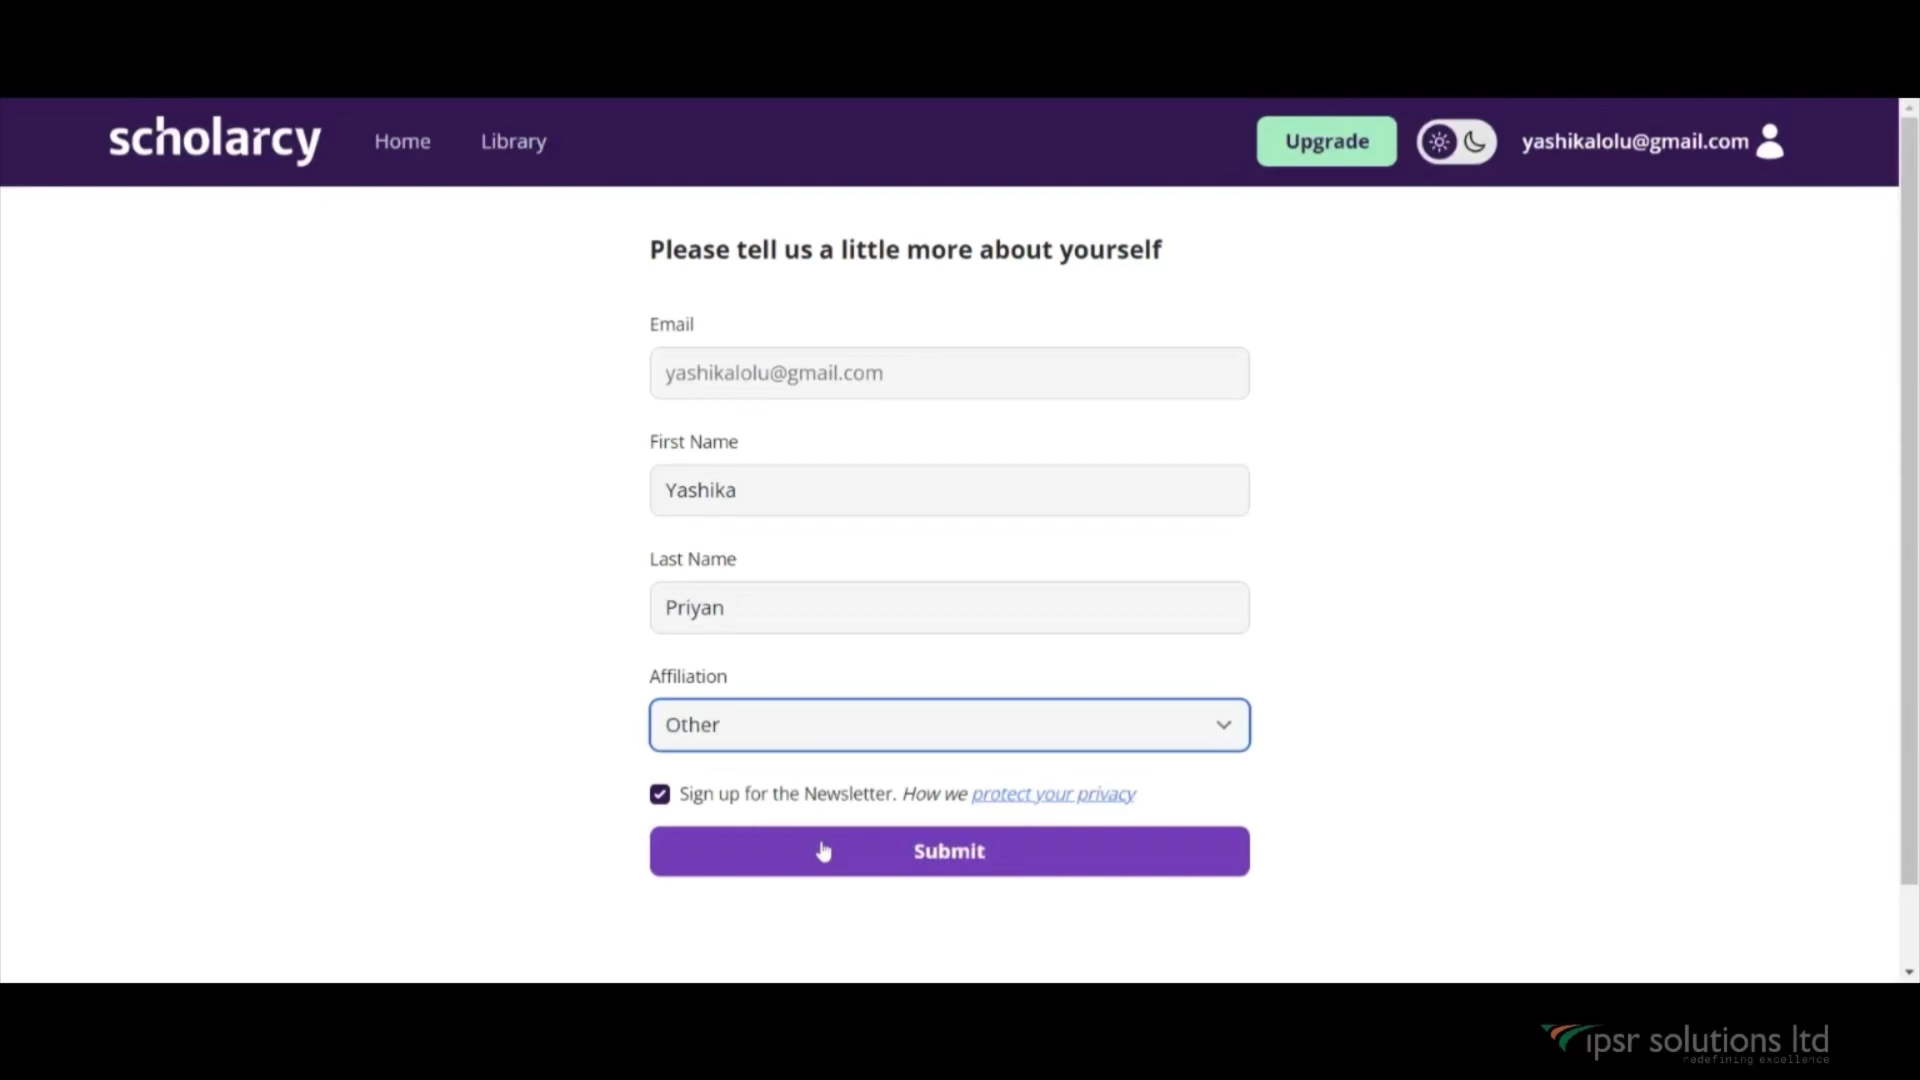 scholarcy Home Library Upgrade yashikalolu@gmail.com
Please tell us a little more about yourself
Email
yashikalolu@gmail.com
First Name
Yashika
Last Name
Priyan
Affiliation
Other
Sign up for the Newsletter. How we protect your privacy
Submit
ipsr solutions ltd
redefining excellence